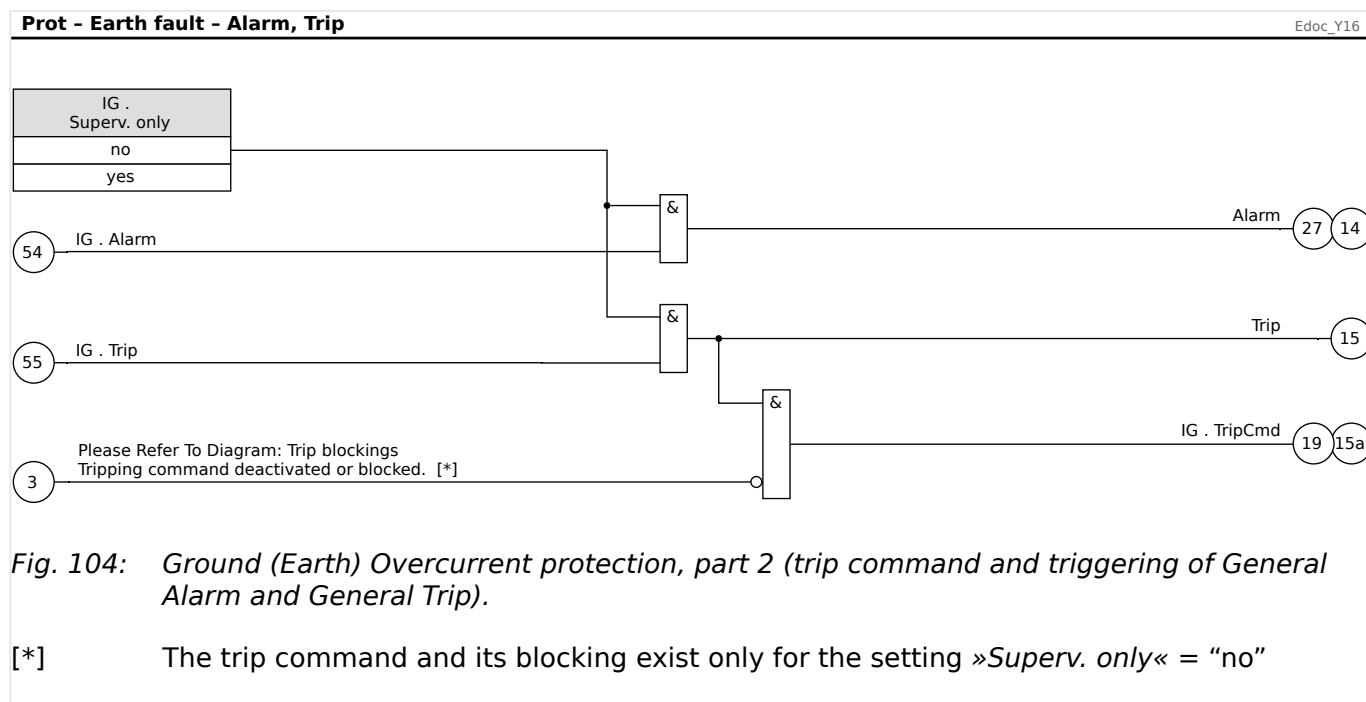 Prot – Earth fault – Alarm, Trip
Edoc_Y16
IG .
Superv. only
no
yes
&
Alarm
27 14
54
IG . Alarm
&
Trip
15
55
IG . Trip
&
IG . TripCmd
19 15a
Please Refer To Diagram: Trip blockings
Tripping command deactivated or blocked. [*]
3
Fig. 104: Ground (Earth) Overcurrent protection, part 2 (trip command and triggering of General
Alarm and General Trip).
[*] The trip command and its blocking exist only for the setting »Superv. only« = “no”